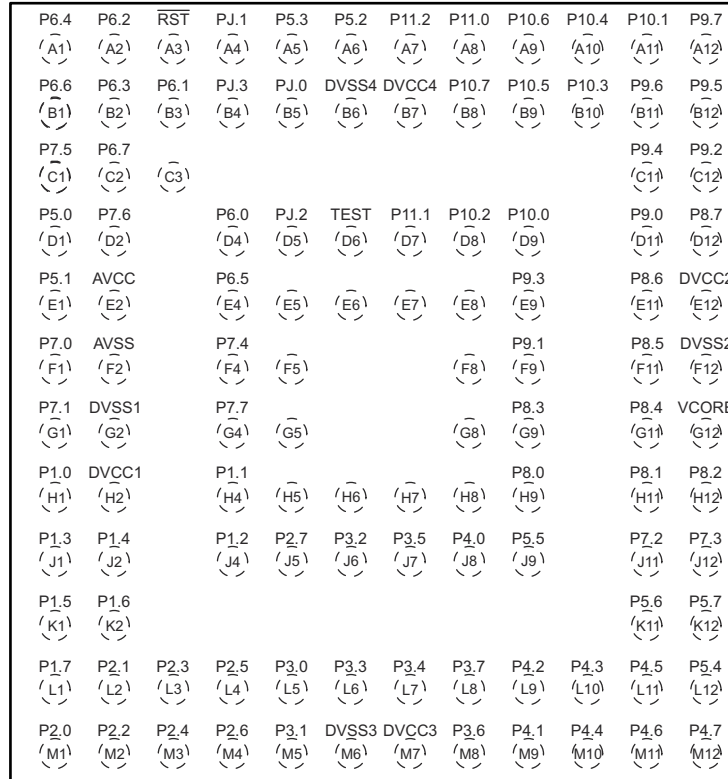 P6.4 P6.2 RST PJ.1 P5.3 P5.2 P11.2 P11.0 P10.6 P10.4 P10.1 P9.7
A1 A2 A3 A4 A5 A6 A7 A8 A9 A10 A11 A12
P6.6 P6.3 P6.1 PJ.3 PJ.0 DVSS4 DVCC4 P10.7 P10.5 P10.3 P9.6 P9.5
B1 B2 B3 B4 B5 B6 B7 B8 B9 B10 B11 B12
P7.5 P6.7 P9.4 P9.2
C1 C2 C3 C11 C12
P5.0 P7.6 P6.0 PJ.2 TEST P11.1 P10.2 P10.0 P9.0 P8.7
D1 D2 D4 D5 D6 D7 D8 D9 D11 D12
P5.1 AVCC P6.5 P9.3 P8.6 DVCC2
E1 E2 E4 E5 E6 E7 E8 E9 E11 E12
P7.0 AVSS P7.4 P9.1 P8.5 DVSS2
F1 F2 F4 F5 F8 F9 F11 F12
P7.1 DVSS1 P7.7 P8.3 P8.4 VCORE
G1 G2 G4 G5 G8 G9 G11 G12
P1.0 DVCC1 P1.1 P8.0 P8.1 P8.2
H1 H2 H4 H5 H6 H7 H8 H9 H11 H12
P1.3 P1.4 P1.2 P2.7 P3.2 P3.5 P4.0 P5.5 P7.2 P7.3
J1 J2 J4 J5 J6 J7 J8 J9 J11 J12
P1.5 P1.6 P5.6 P5.7
K1 K2 K11 K12
P1.7 P2.1 P2.3 P2.5 P3.0 P3.3 P3.4 P3.7 P4.2 P4.3 P4.5 P5.4
L1 L2 L3 L4 L5 L6 L7 L8 L9 L10 L11 L12
P2.0 P2.2 P2.4 P2.6 P3.1 DVSS3 DVCC3 P3.6 P4.1 P4.4 P4.6 P4.7
M1 M2 M3 M4 M5 M6 M7 M8 M9 M10 M11 M12